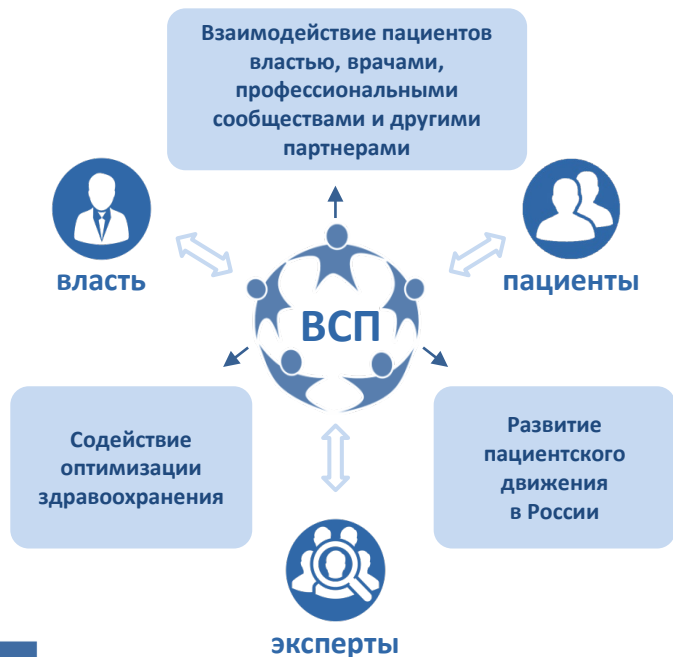 Взаимодействие пациентов
властью, врачами,
профессиональными
сообществами и другими
партнерами
власть
пациенты
ВСП
Содействие
оптимизации
здравоохранения
Развитие
пациентского
движения
в России
эксперты